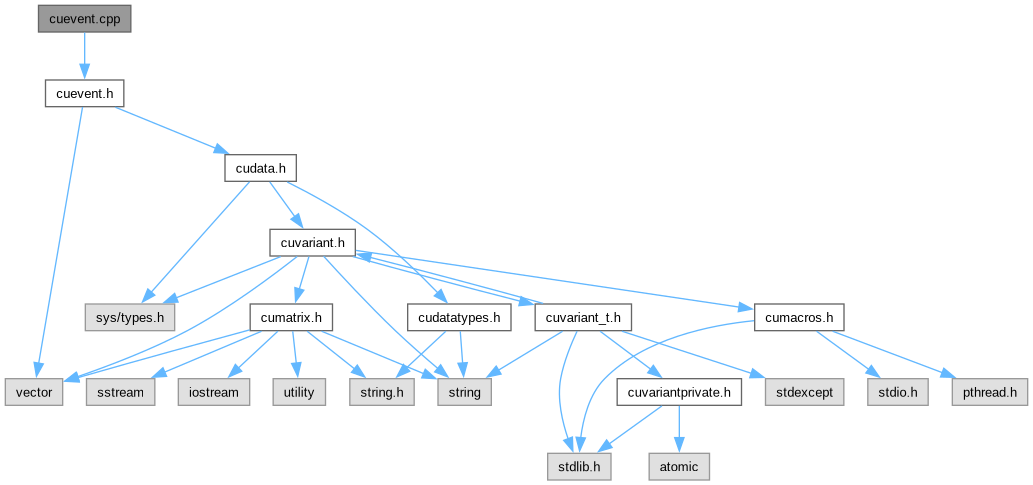 cuevent.cpp
cuevent.h
cudata.h
cuvariant.h
sys/types.h
cumatrix.h
cudatatypes.h
cuvariant_t.h
cumacros.h
vector
sstream
iostream
utility
string.h
string
cuvariantprivate.h
stdexcept
stdio.h
pthread.h
stdlib.h
atomic